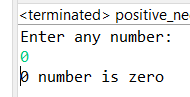 <terminated> positive_ne
Enter any number:
0
0 number is zero